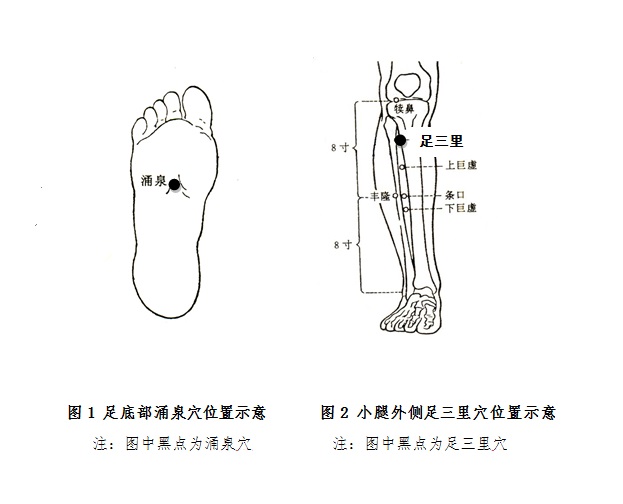 涌泉
犊鼻
足三里
8寸
上巨虚
丰隆
条口
下巨虚
8寸
图1 足底部涌泉穴位置示意
图2 小腿外侧足三里穴位置示意
注：图中黑点为涌泉穴
注：图中黑点为足三里穴